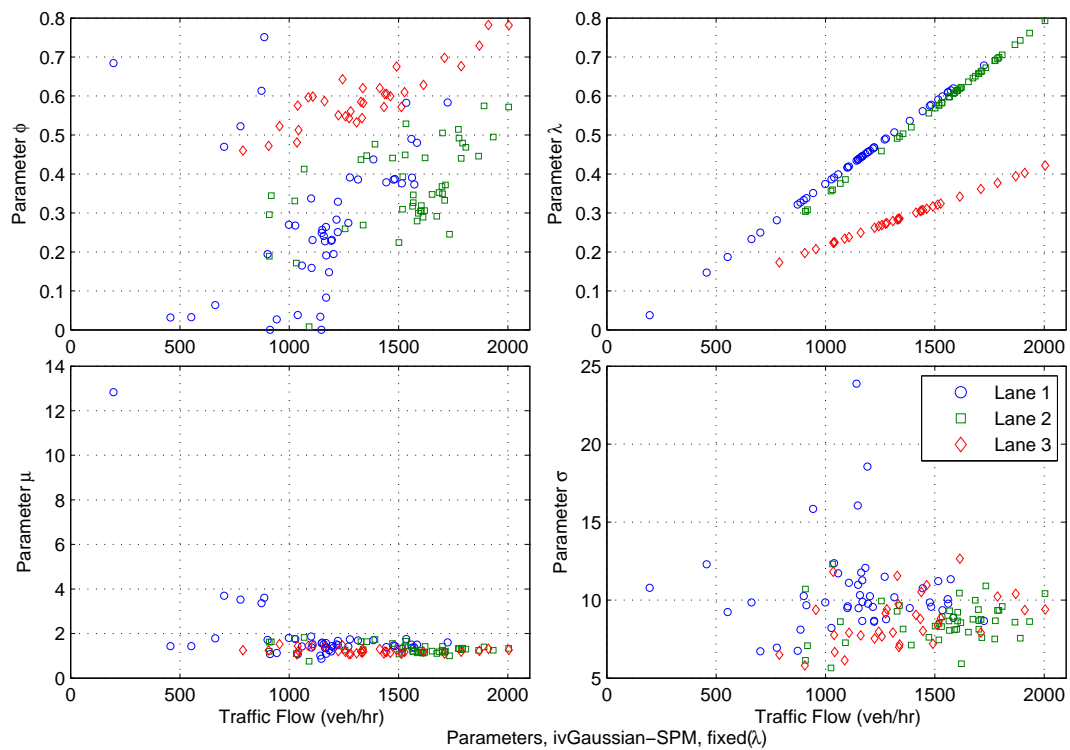 0.8
0.7
0.6
0.5
0.4
0.3
0.2
0.1
0
Parameter ϕ
0 500 1000 1500 2000
0.8
0.7
0.6
0.5
0.4
0.3
0.2
0.1
0
Parameter λ
0 500 1000 1500 2000
14
12
10
8
6
4
2
0
Parameter μ
0 500 1000 1500 2000
Traffic Flow (veh/hr)
25
20
15
10
5
Parameter σ
0 500 1000 1500 2000
Traffic Flow (veh/hr)
Lane 1
Lane 2
Lane 3
Parameters, ivGaussian−SPM, fixed(λ)